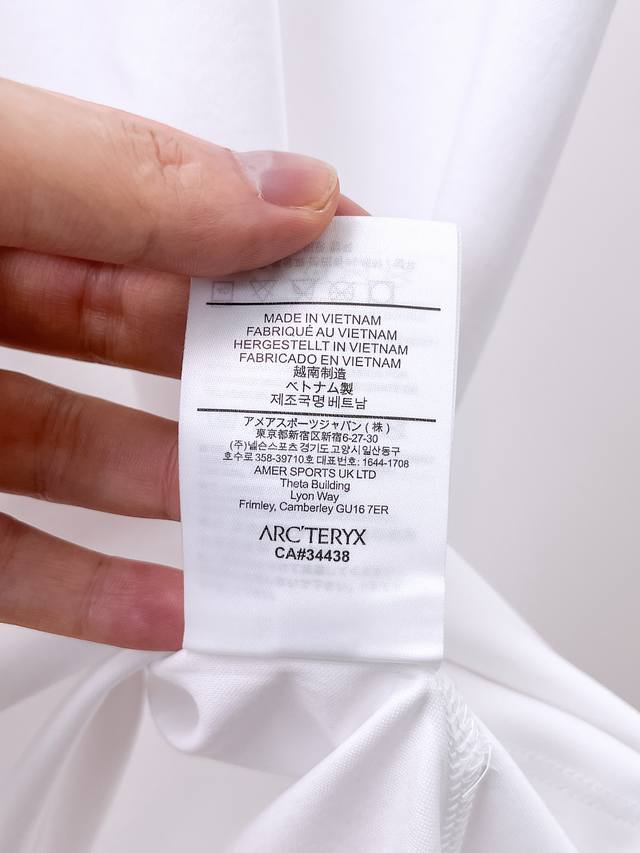 MADE IN VIETNAM
FABRIQUÉ AU VIETNAM
HERGESTELLT IN VIETNAM
FABRICADO EN VIETNAM
越南制造
ベトナム製
제조국명 베트남
アメアスポーツジャパン (株)
東京都新宿区新宿6-27-30
(주)넬슨스포츠 경기도 고양시 일산동구
호수로 358-39710호 대표번호: 1644-1708
AMER SPORTS UK LTD
Theta Building
Lyon Way
Frimley, Camberley GU16 7ER
ARC'TERYX
CA#34438